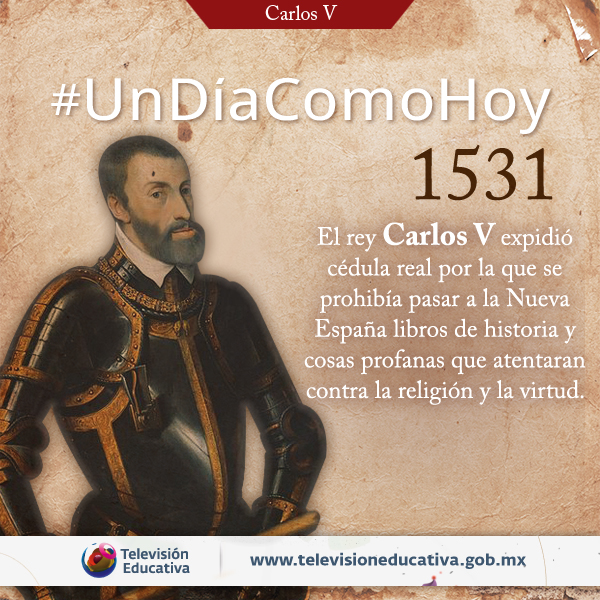 Carlos V
#UnDíaComoHoy
1531
El rey Carlos V expidió
cédula real por la que se
prohibía pasar a la Nueva
España libros de historia y
cosas profanas que atentaran
contra la religión y la virtud.
Televisión
Educativa
www.televisioneducativa.gob.mx